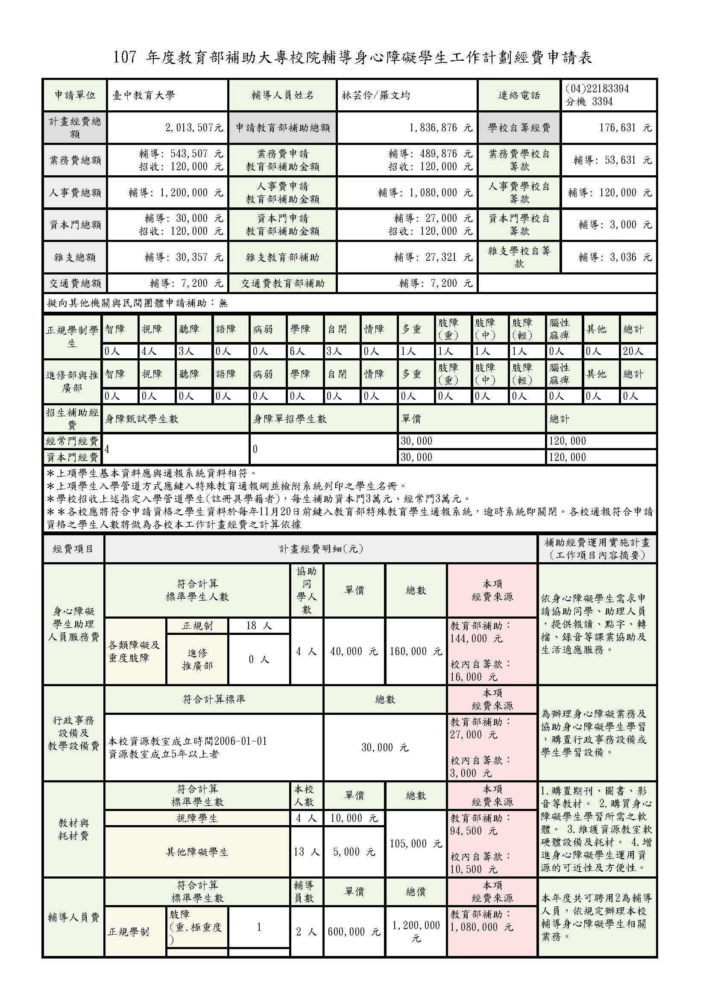 107 年度教育部補助大專校院輔導身心障礙學生工作計劃經費申請表
申請單位 臺中教育大學 輔導人員姓名 林芸伶/羅文均 連絡電話 (04)22183394
分機 3394
計畫經費總
額 2,013,507元 申請教育部補助總額 1,836,876 元 學校自籌經費 176,631 元
業務費總額 輔導: 543,507 元
招收: 120,000 元 業務費申請
教育部補助金額 輔導: 489,876 元
招收: 120,000 元 業務費學校自
籌款 輔導: 53,631 元
人事費總額 輔導: 1,200,000 元 人事費申請
教育部補助金額 輔導: 1,080,000 元 人事費學校自
籌款 輔導: 120,000 元
資本門總額 輔導: 30,000 元
招收: 120,000 元 資本門申請
教育部補助金額 輔導: 27,000 元
招收: 120,000 元 資本門學校自
籌款 輔導: 3,000 元
雜支總額 輔導: 30,357 元 雜支教育部補助 輔導: 27,321 元 雜支學校自籌
款 輔導: 3,036 元
交通費總額 輔導: 7,200 元 交通費教育部補助 輔導: 7,200 元
擬向其他機關與民間團體申請補助：無
正規學制學
生 智障 視障 聽障 語障 病弱 學障 自閉 情障 多重 肢障
(重) 肢障
(中) 肢障
(輕) 腦性
麻痺 其他 總計
0人 4人 3人 0人 0人 6人 3人 0人 1人 1人 1人 1人 0人 0人 20人
進修部與推
廣部 智障 視障 聽障 語障 病弱 學障 自閉 情障 多重 肢障
(重) 肢障
(中) 肢障
(輕) 腦性
麻痺 其他 總計
0人 0人 0人 0人 0人 0人 0人 0人 0人 0人 0人 0人 0人 0人 0人
招生補助經
費 身障甄試學生數 身障單招學生數 單價 總計
經常門經費 4 0 30,000 120,000
資本門經費 30,000 120,000
＊上項學生基本資料應與通報系統資料相符。
＊上項學生入學管道方式應鍵入特殊教育通報網並檢附系統列印之學生名冊。
＊學校招收上述指定入學管道學生(註冊具學籍者)，每生補助資本門3萬元、經常門3萬元。
＊＊各校應將符合申請資格之學生資料於每年11月20日前鍵入教育部特殊教育學生通報系統，逾時系統即關閉。各校通報符合申請
資格之學生人數將做為各校本工作計畫經費之計算依據
經費項目 計畫經費明細(元) 補助經費運用實施計畫
(工作項目內容摘要)
身心障礙
學生助理
人員服務費
符合計算
標準學生人數
協助
同
學人
數
單價 總數 本項
經費來源
各類障礙及
重度肢障
正規制 18 人
進修
推廣部
0 人
4 人 40,000 元 160,000 元
教育部補助：
144,000 元
校內自籌款：
16,000 元
依身心障礙學生需求申
請協助同學、助理人員
，提供報讀、點字、轉
檔、錄音等課業協助及
生活適應服務。
行政事務
設備及
教學設備費
符合計算標準 總數 本項
經費來源
本校資源教室成立時間2006-01-01
資源教室成立5年以上者
30,000 元
教育部補助：
27,000 元
校內自籌款：
3,000 元
為辦理身心障礙業務及
協助身心障礙學生學習
，購置行政事務設備或
學生學習設備。
教材與
耗材費
符合計算
標準學生數
本校
人數
單價 總數 本項
經費來源
視障學生 4 人 10,000 元
其他障礙學生 13 人 5,000 元
105,000 元
教育部補助：
94,500 元
校內自籌款：
10,500 元
1.購置期刊、圖書、影
音等教材。 2.購買身心
障礙學生學習所需之軟
體。 3.維護資源教室軟
硬體設備及耗材。 4.增
進身心障礙學生運用資
源的可近性及方便性。
輔導人員費
符合計算
標準學生數
輔導
員數
單價 總價 本項
經費來源
正規學制
肢障
(重.極重度
)
1
2 人 600,000 元
1,200,000
元
教育部補助：
1,080,000 元
本年度共可聘用2為輔導
人員，依規定辦理本校
輔導身心障礙學生相關
業務。